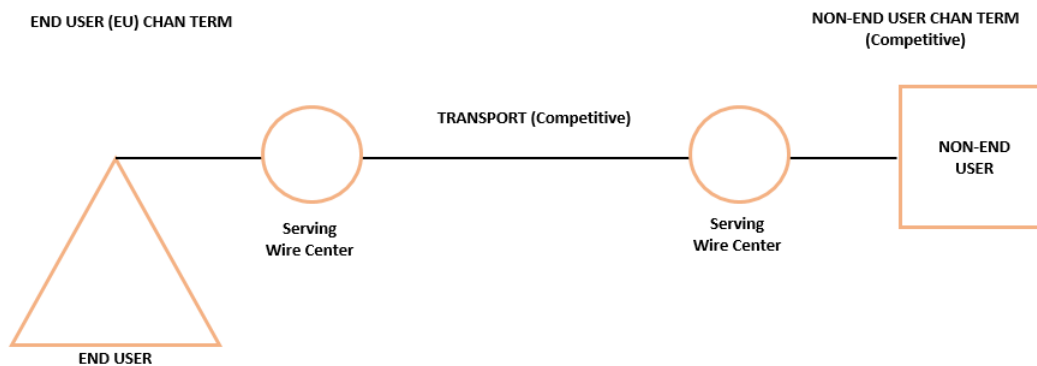 END USER (EU) CHAN TERM
NON-END USER CHAN TERM
(Competitive)
TRANSPORT (Competitive)
NON-END
USER
Serving
Wire Center
Serving
Wire Center
END USER